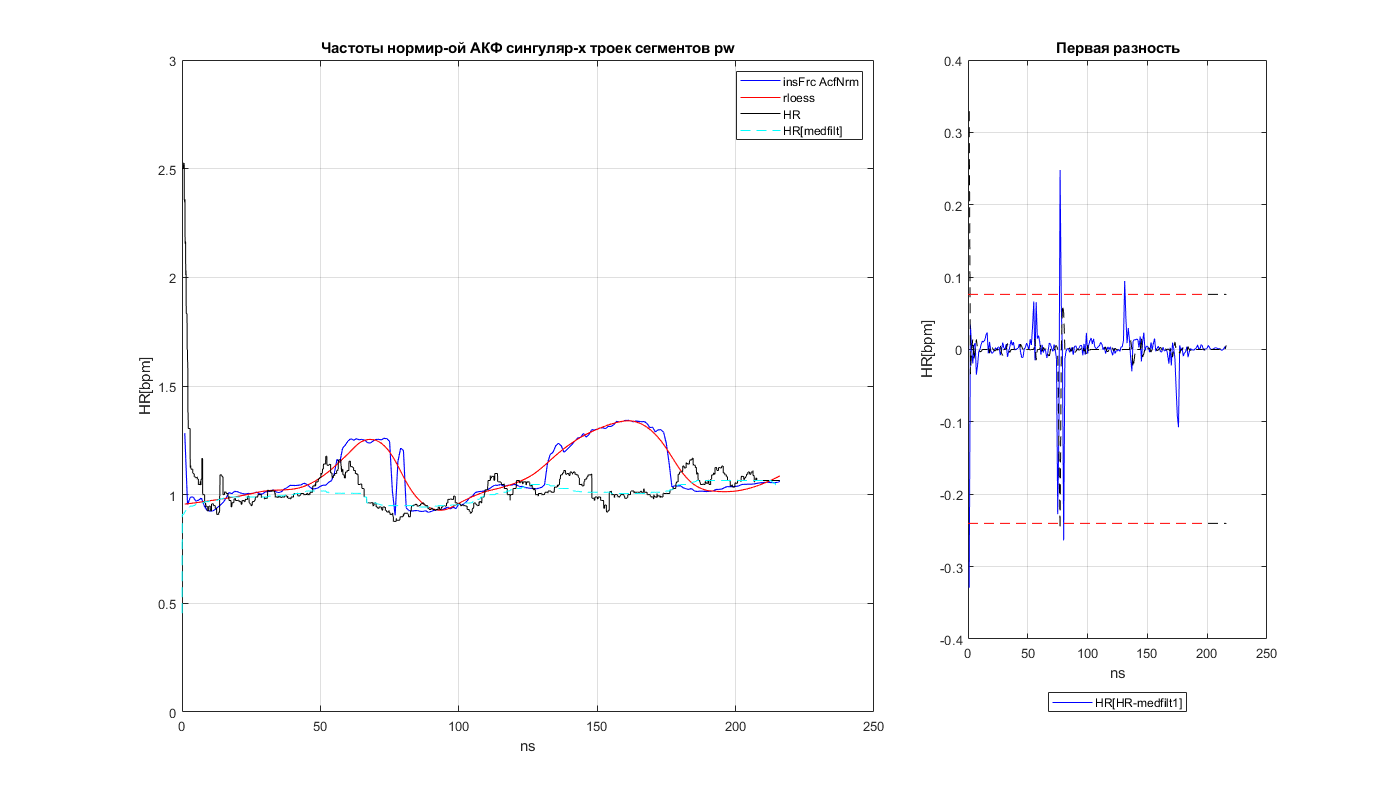 Частоты нормир-ой АКФ сингуляр-х троек сегментов pw
3
2.5
2
1.5
1
0.5
0
HR[bpm]
0 50 100 150 200 250
ns
insFrc AcfNrm
rloess
HR
HR[medfilt]
Первая разность
0.4
0.3
0.2
0.1
0
-0.1
-0.2
-0.3
-0.4
HR[bpm]
0 50 100 150 200 250
ns
HR[HR-medfilt1]